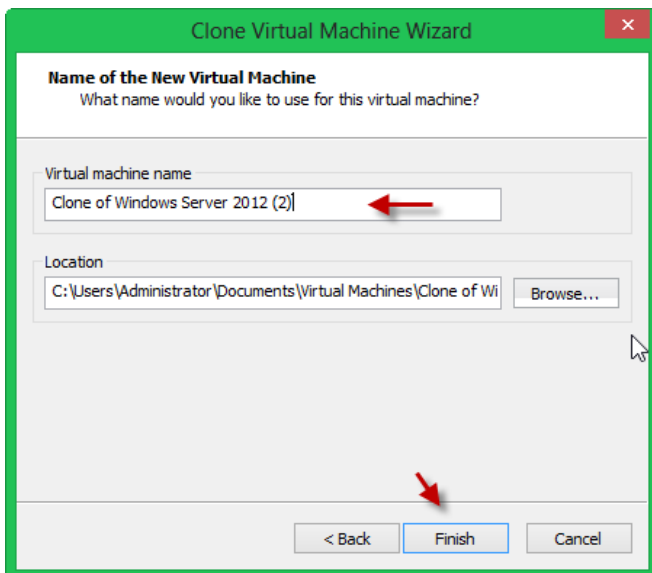 Clone Virtual Machine Wizard
Name of the New Virtual Machine
What name would you like to use for this virtual machine?
Virtual machine name
Clone of Windows Server 2012 (2)
Location
C:\Users\Administrator\Documents\Virtual Machines\Clone of Wi
Browse...
< Back
Finish
Cancel